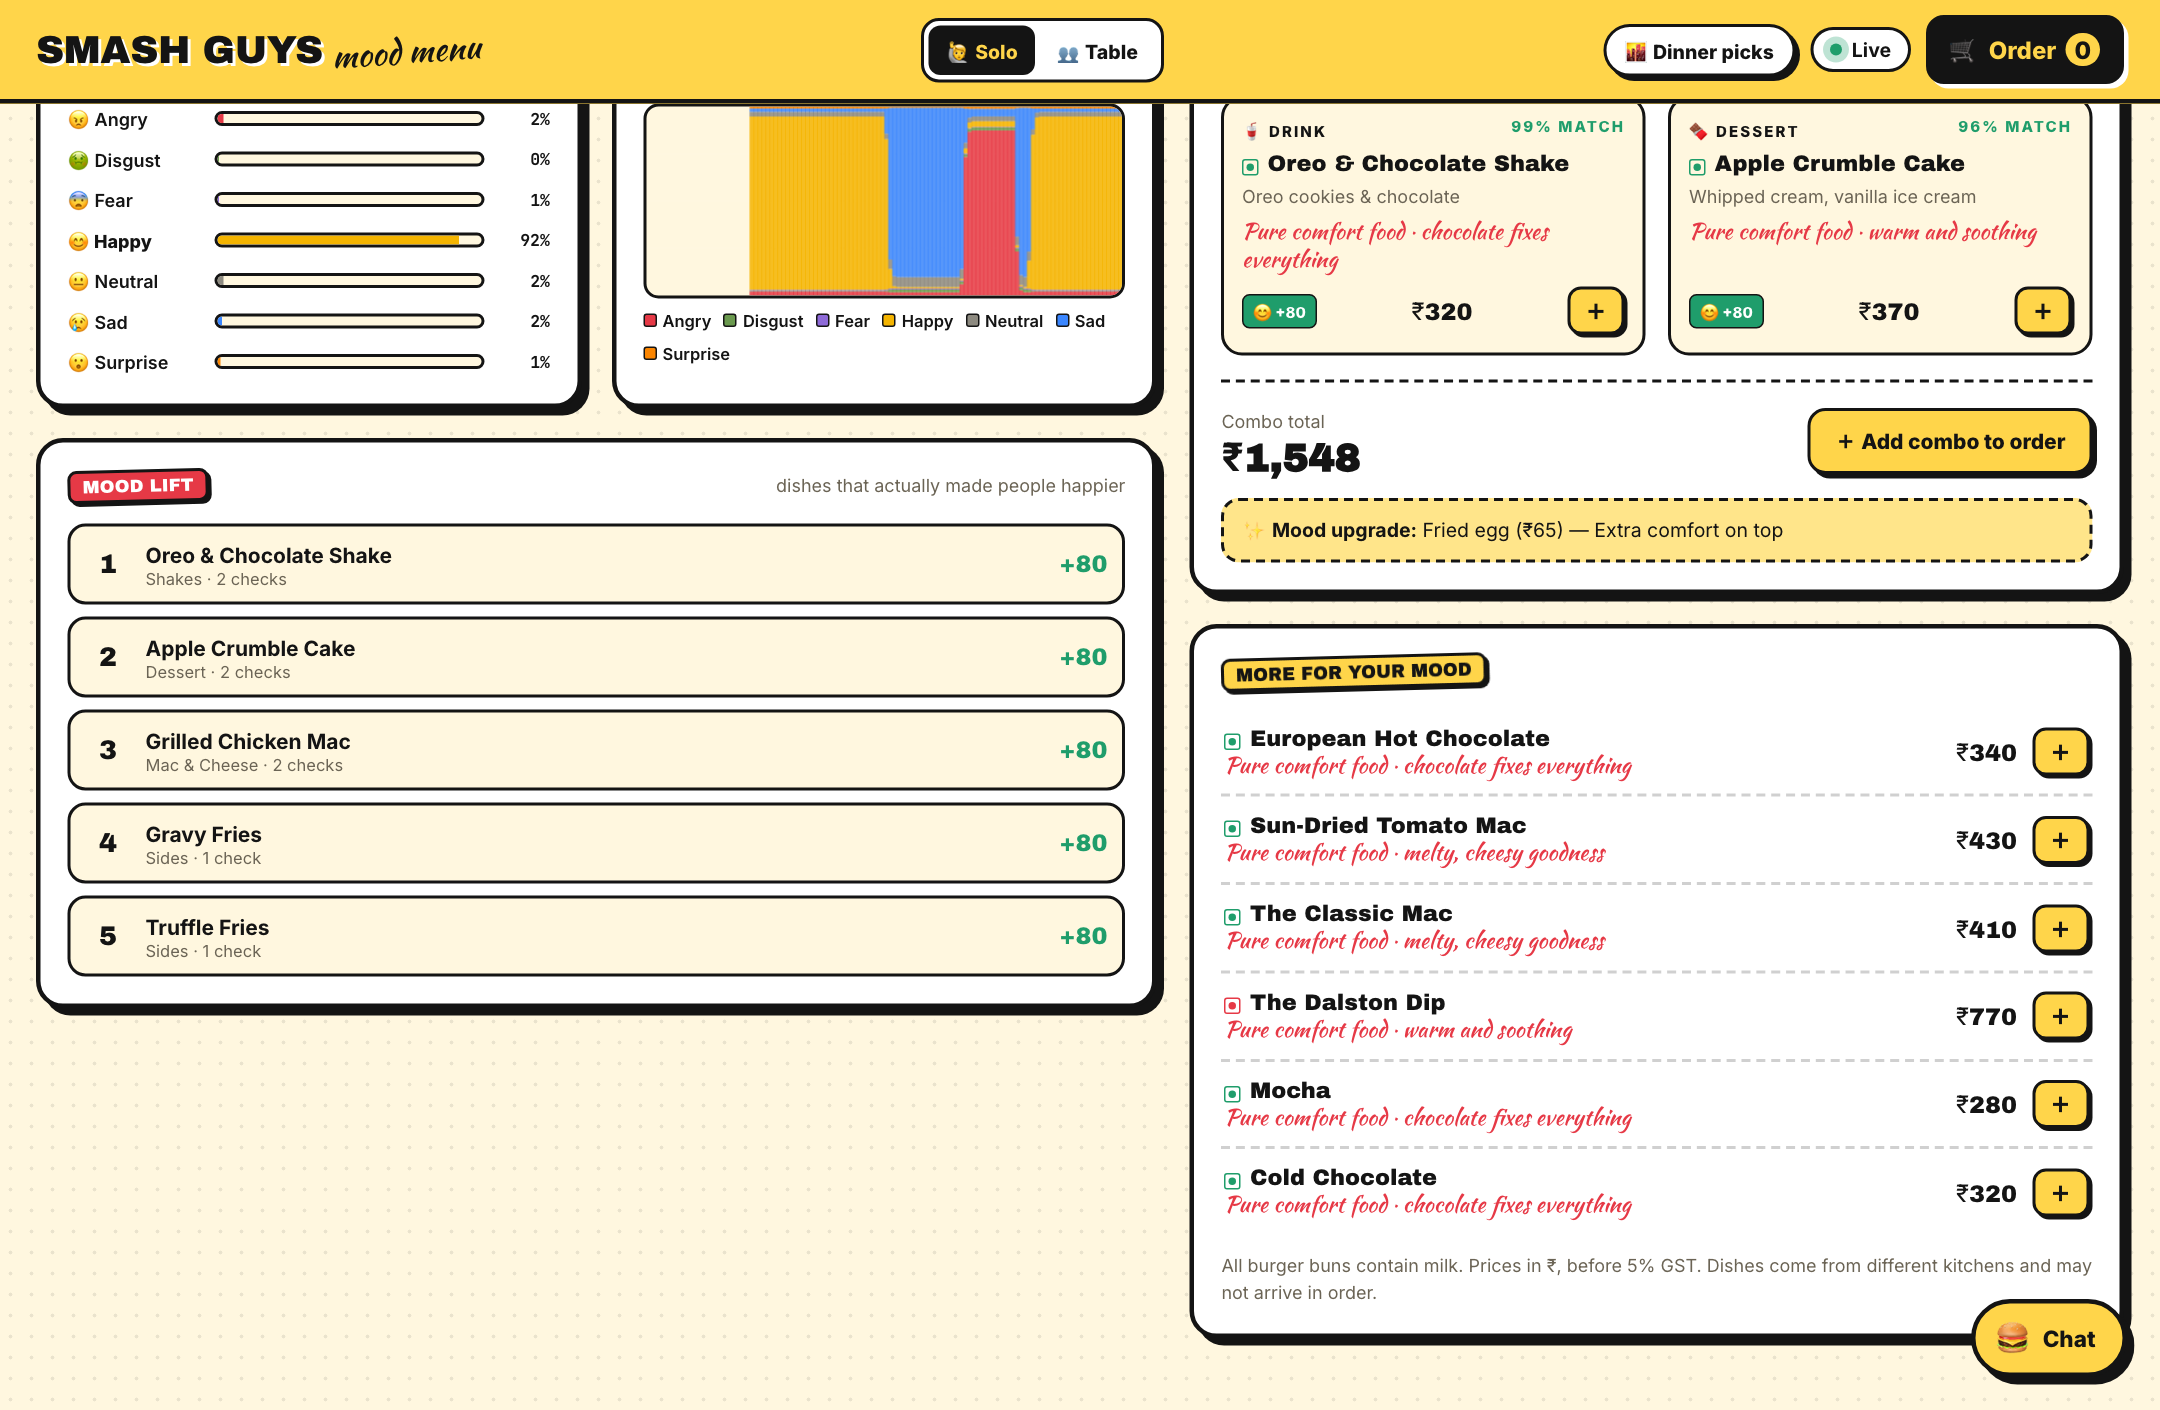 SMASH GUYS mood menu
Solo
Table
Dinner picks
Live
Order 0
Angry 2%
Disgust 0%
Fear 1%
Happy 92%
Neutral 2%
Sad 2%
Surprise 1%
Angry Disgust Fear Happy Neutral Sad
Surprise
MOOD LIFT
dishes that actually made people happier
1 Oreo & Chocolate Shake +80
Shakes · 2 checks
2 Apple Crumble Cake +80
Dessert · 2 checks
3 Grilled Chicken Mac +80
Mac & Cheese · 2 checks
4 Gravy Fries +80
Sides · 1 check
5 Truffle Fries +80
Sides · 1 check
DRINK 99% MATCH
Oreo & Chocolate Shake
Oreo cookies & chocolate
Pure comfort food · chocolate fixes
everything
+80 ₹320 +
DESSERT 96% MATCH
Apple Crumble Cake
Whipped cream, vanilla ice cream
Pure comfort food · warm and soothing
+80 ₹370 +
Combo total
₹1,548
+ Add combo to order
Mood upgrade: Fried egg (₹65) — Extra comfort on top
MORE FOR YOUR MOOD
European Hot Chocolate
Pure comfort food · chocolate fixes everything
₹340 +
Sun-Dried Tomato Mac
Pure comfort food · melty, cheesy goodness
₹430 +
The Classic Mac
Pure comfort food · melty, cheesy goodness
₹410 +
The Dalston Dip
Pure comfort food · warm and soothing
₹770 +
Mocha
Pure comfort food · chocolate fixes everything
₹280 +
Cold Chocolate
Pure comfort food · chocolate fixes everything
₹320 +
All burger buns contain milk. Prices in ₹, before 5% GST. Dishes come from different kitchens and may
not arrive in order.
Chat